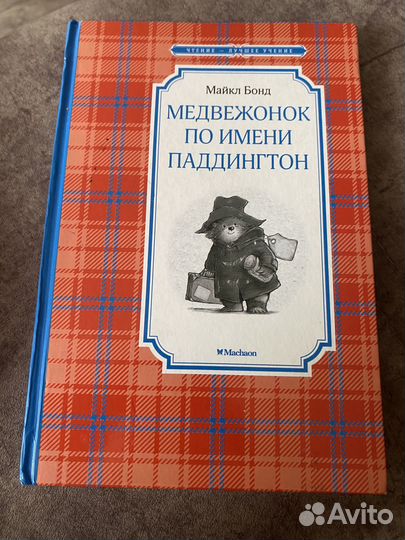 ЧТЕНИЕ – ЛУЧШЕЕ УЧЕНИЕ
Майкл Бонд
МЕДВЕЖОНОК
ПО ИМЕНИ
ПАДДИНГТОН
Machaon
Avito